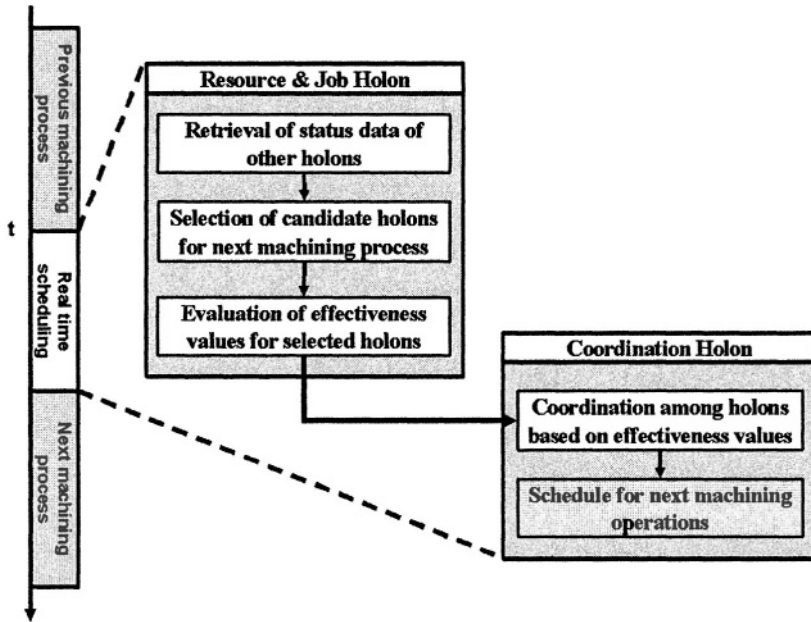 Previous machining
process
t
Real time
scheduling
Next machining
process
Resource & Job Holon
Retrieval of status data of
other holons
Selection of candidate holons
for next machining process
Evaluation of effectiveness
values for selected holons
Coordination Holon
Coordination among holons
based on effectiveness values
Schedule for next machining
operations